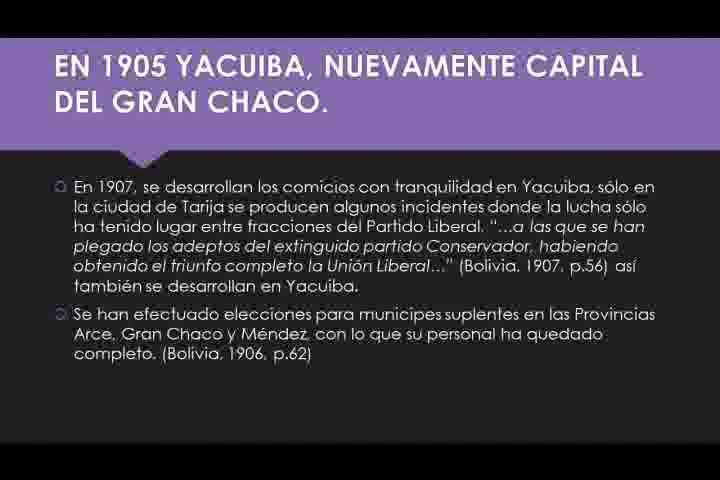 EN 1905 YACUIBA, NUEVAMENTE CAPITAL
DEL GRAN CHACO.
En 1907, se desarrollan los comicios con tranquilidad en Yacuiba, sólo en
la ciudad de Tarija se producen algunos incidentes donde la lucha sólo
ha tenido lugar entre fracciones del Partido Liberal. "…a las que se han
plegado los adeptos del extinguido partido Conservador, habiendo
obtenido el triunfo completo la Unión Liberal…" (Bolivia, 1907, p.56) así
también se desarrollan en Yacuiba.
Se han efectuado elecciones para munícipes suplentes en las Provincias
Arce, Gran Chaco y Méndez, con lo que su personal ha quedado
completo. (Bolivia, 1906, p.62)